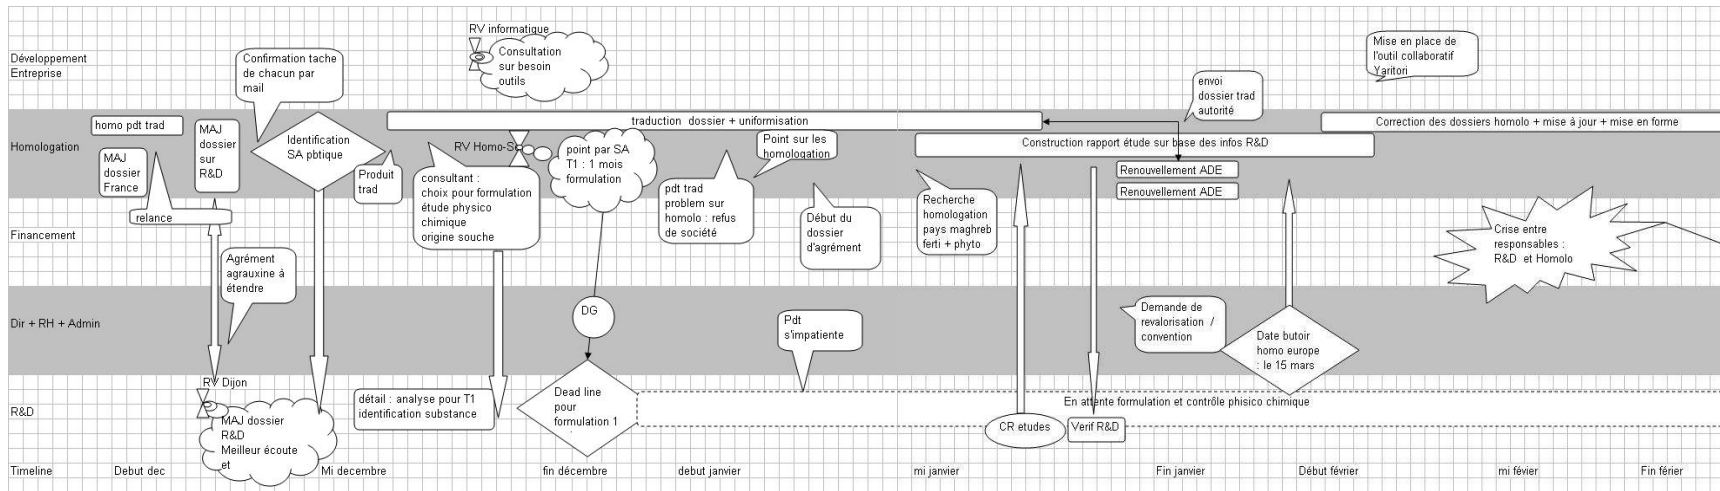 RV informatique
Développement
Entreprise
Confirmation tache
de chacun par
mail
Consultation
sur besoin
outils
Mise en place de
l'outil collaboratif
Yaritori
envoi
dossier trad
autorité
Homologation
homo pdt trad
MAJ
dossier
France
MAJ
dossier
sur
R&D
relance
Identification
SA pbtique
Produit
trad
traduction dossier + uniformisation
RV Homo-Se
consultant :
choix pour formulation
étude physico
chimique
origine souche
point par SA
T1 : 1 mois
formulation
pdt trad
problem sur
homolo : refus
de société
Point sur les
homologation
Début du
dossier
d'agrément
Construction rapport étude sur base des infos R&D
Correction des dossiers homolo + mise à jour + mise en forme
Renouvellement ADE
Renouvellement ADE
Recherche
homologation
pays maghreb
ferti + phyto
Financement
Agrément
agrauxine à
étendre
Crise entre
responsables :
R&D et Homolo
Dir + RH + Admin
DG
Pdt
s'impatiente
Demande de
revalorisation /
convention
Date butoir
homo europe
: le 15 mars
R&D
RV Dijon
MAJ dossier
R&D
Meilleur écoute
et
détail : analyse pour T1
identification substance
Dead line
pour
formulation 1
En attente formulation et contrôle phisico chimique
CR etudes
Verif R&D
Timeline
Debut dec
Mi decembre
fin décembre
debut janvier
mi janvier
Fin janvier
Début février
mi févier
Fin férier